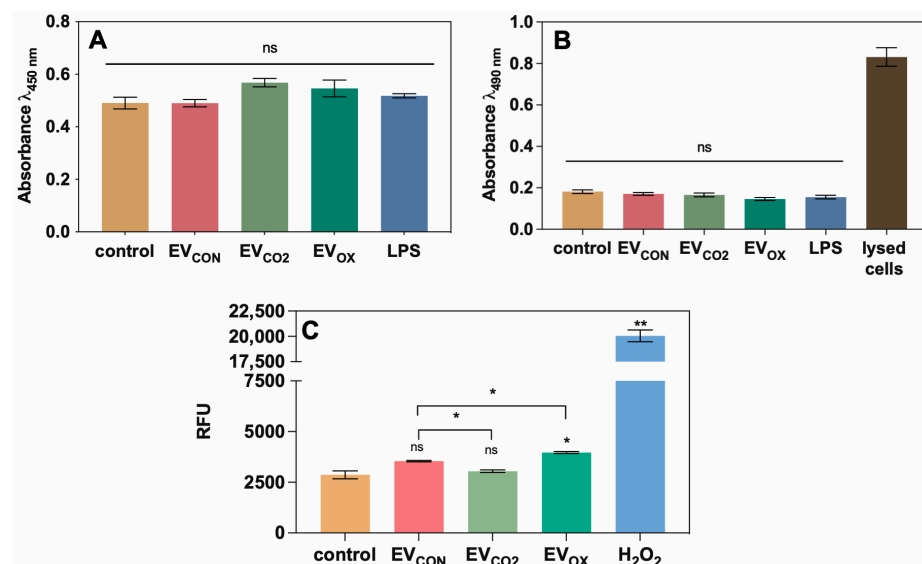 A
Absorbance λ450 nm
0.8
0.6
0.4
0.2
0.0
ns
control EVCON EVCO2 EVOX LPS
B
Absorbance λ490 nm
1.0
0.8
0.6
0.4
0.2
0.0
ns
control EVCON EVCO2 EVOX LPS lysed
cells
C
RFU
22,500
20,000
17,500
7500
5000
2500
0
**
*
*
ns ns *
control EVCON EVCO2 EVOX H2O2